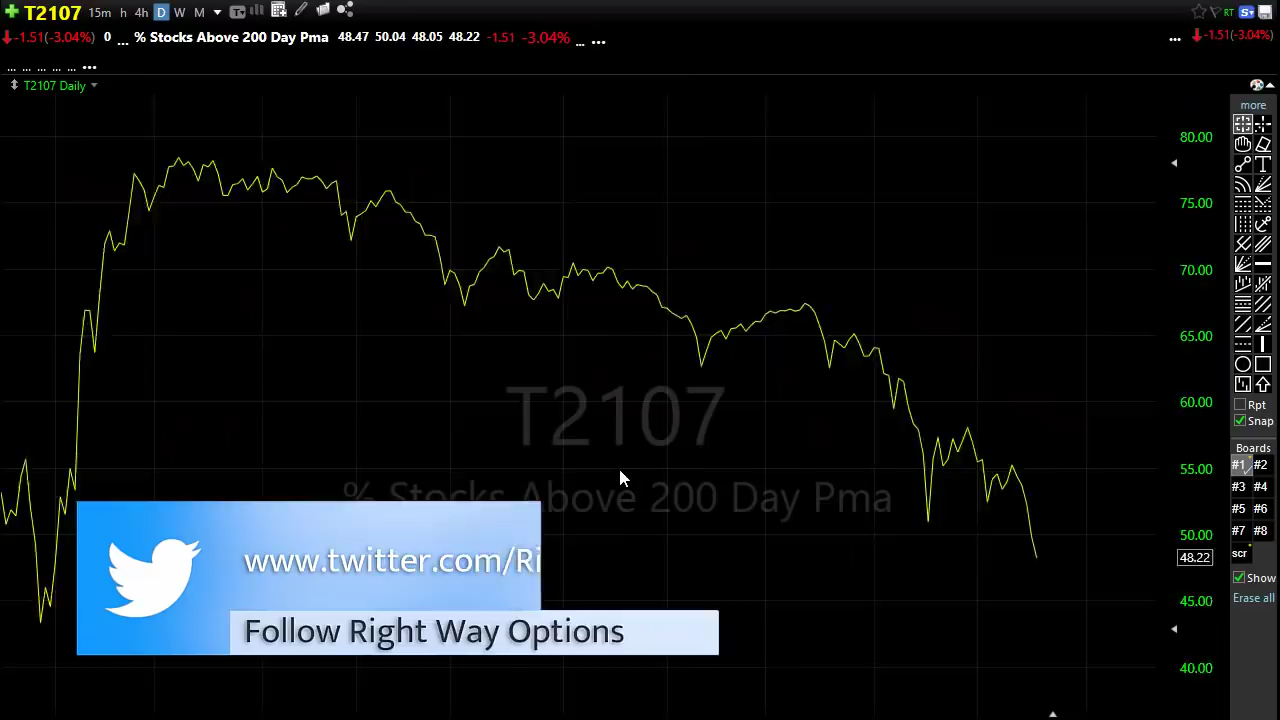 T2107 15m h 4h D W M T RT S
-1.51(-3.04%) 0 ... % Stocks Above 200 Day Pma 48.47 50.04 48.05 48.22 -1.51 -3.04% ... ... ... -1.51(-3.04%)
... ... ... ... ... ...
T2107 Daily
more
80.00
75.00
70.00
65.00
60.00
55.00
50.00
48.22
45.00
40.00
T
Rpt
Snap
Boards
#1 #2
#3 #4
#5 #6
#7 #8
scr
Show
Erase all
T2107
% Stocks Above 200 Day Pma
www.twitter.com/Ri
Follow Right Way Options